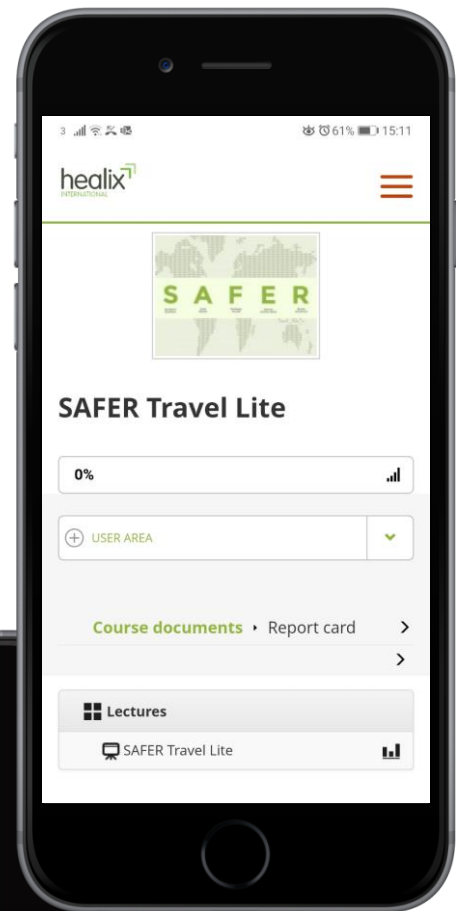 3
61% 15:11
healix
INTERNATIONAL
SAFER
SAFER Travel Lite
0%
USER AREA
Course documents ‣ Report card
Lectures
SAFER Travel Lite